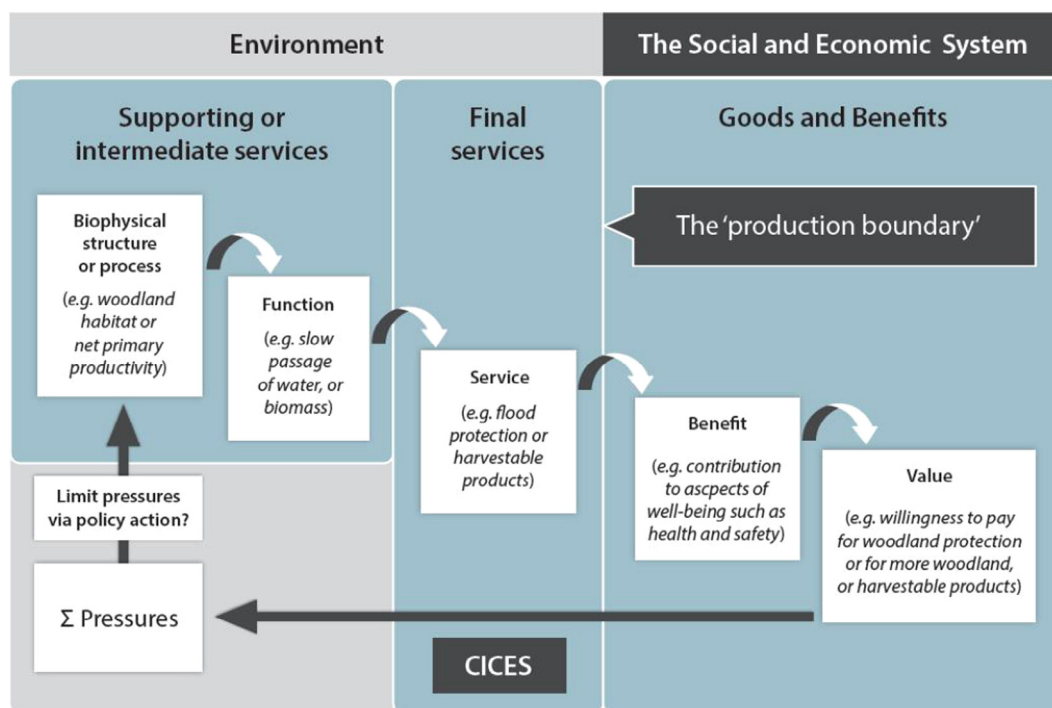 Environment
The Social and Economic System
Supporting or
intermediate services
Final
services
Goods and Benefits
Biophysical
structure
or process
(e.g. woodland
habitat or
net primary
productivity)
Function
(e.g. slow
passage
of water, or
biomass)
Service
(e.g. flood
protection or
harvestable
products)
The ‘production boundary’
Benefit
(e.g. contribution
to ascpects of
well-being such as
health and safety)
Value
(e.g. willingness to pay
for woodland protection
or for more woodland,
or harvestable products)
Limit pressures
via policy action?
Σ Pressures
CICES